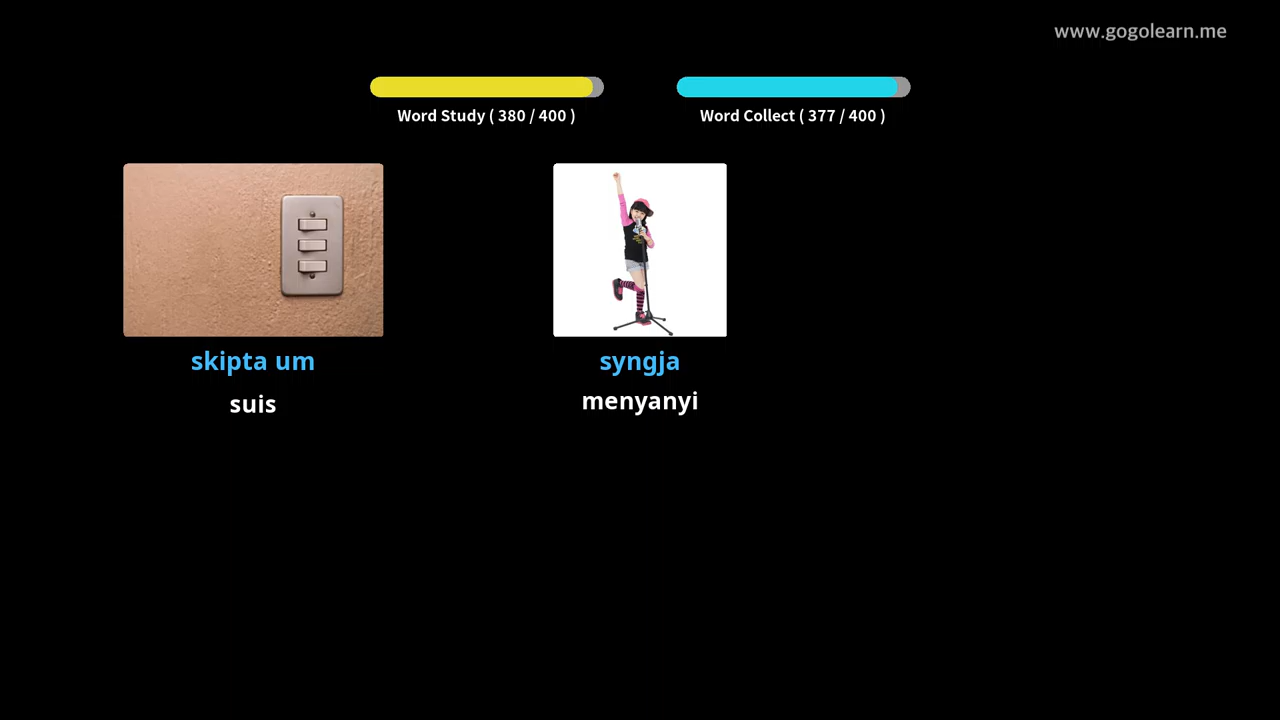 www.gogolearn.me
Word Study ( 380 / 400 )
Word Collect ( 377 / 400 )
skipta um
syngja
suis
menyanyi